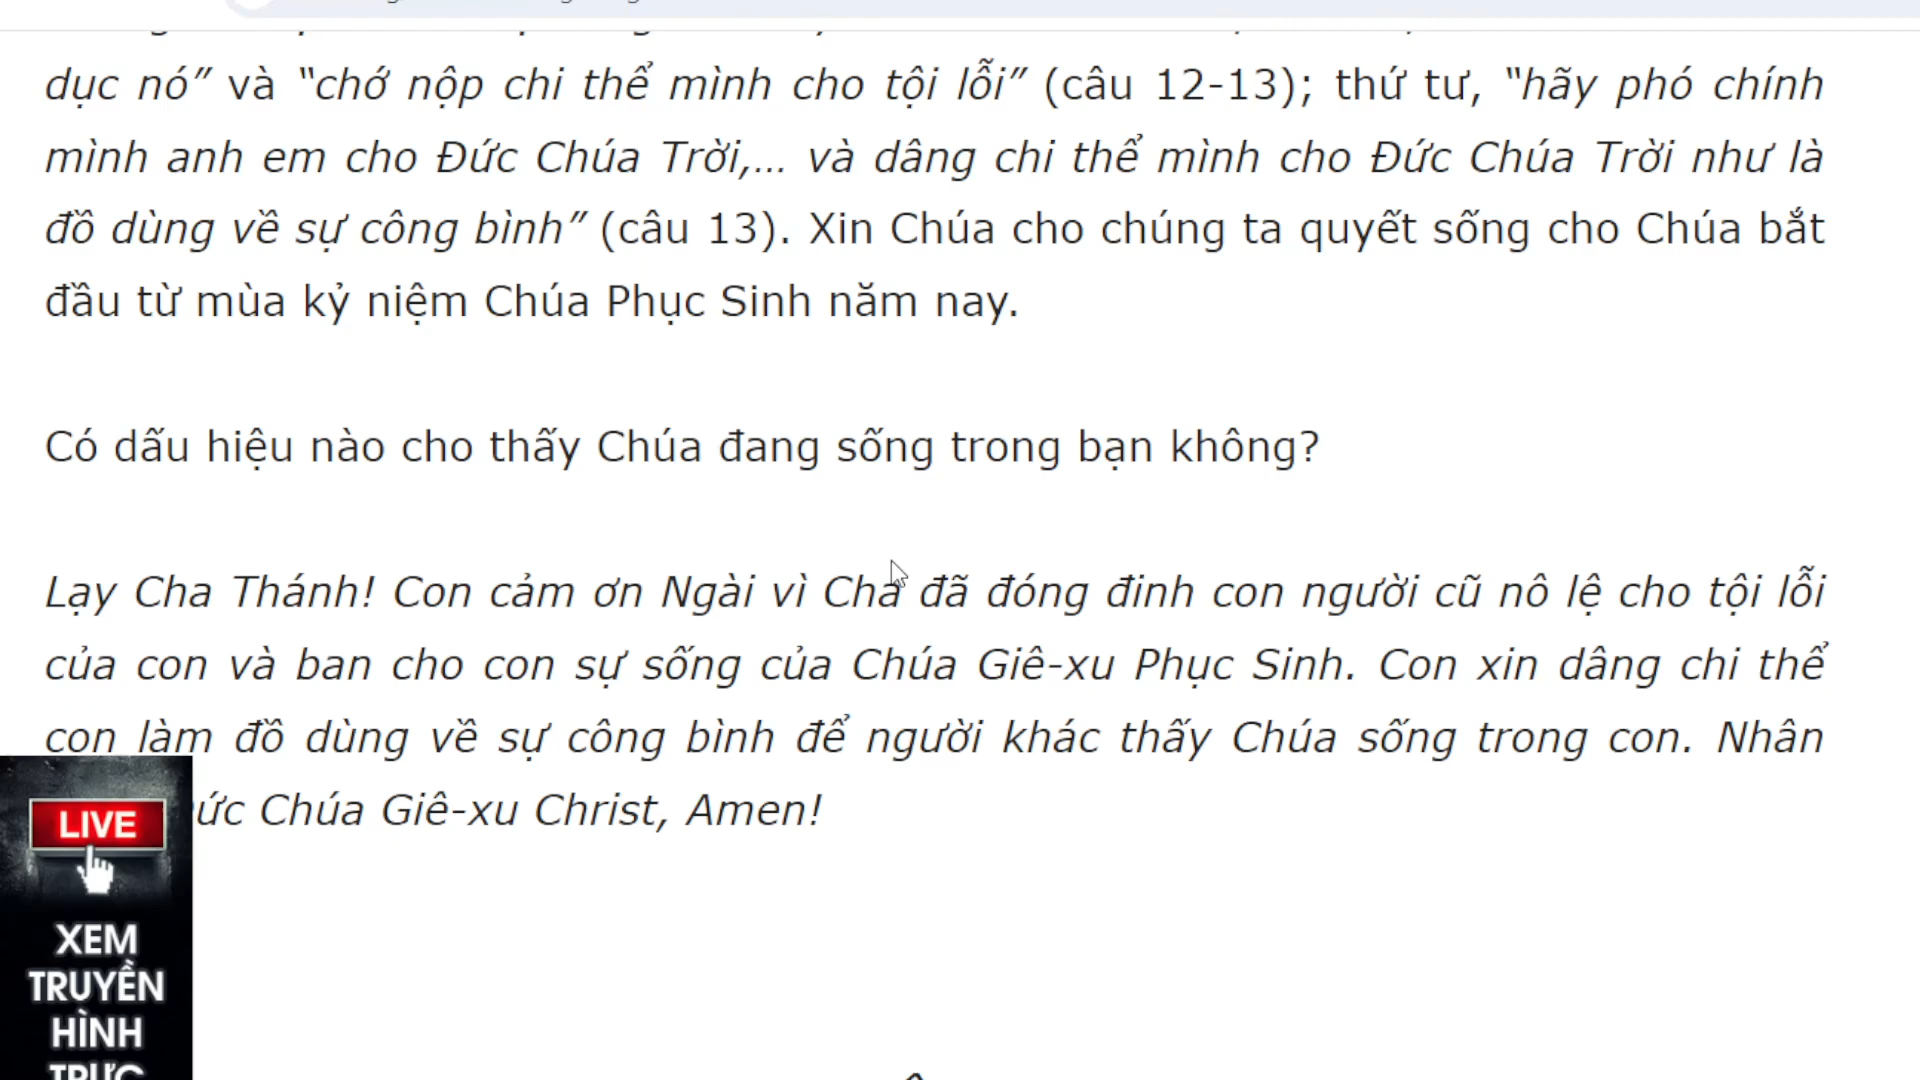 dục nó” và “chớ nộp chi thể mình cho tội lỗi” (câu 12-13); thứ tư, “hãy phó chính
mình anh em cho Đức Chúa Trời,... và dâng chi thể mình cho Đức Chúa Trời như là
đồ dùng về sự công bình” (câu 13). Xin Chúa cho chúng ta quyết sống cho Chúa bắt
đầu từ mùa kỷ niệm Chúa Phục Sinh năm nay.
Có dấu hiệu nào cho thấy Chúa đang sống trong bạn không?
Lạy Cha Thánh! Con cảm ơn Ngài vì Cha đã đóng đinh con người cũ nô lệ cho tội lỗi
của con và ban cho con sự sống của Chúa Giê-xu Phục Sinh. Con xin dâng chi thể
con làm đồ dùng về sự công bình để người khác thấy Chúa sống trong con. Nhân
ức Chúa Giê-xu Christ, Amen!
LIVE
XEM
TRUYỀN
HÌNH
TRỰC